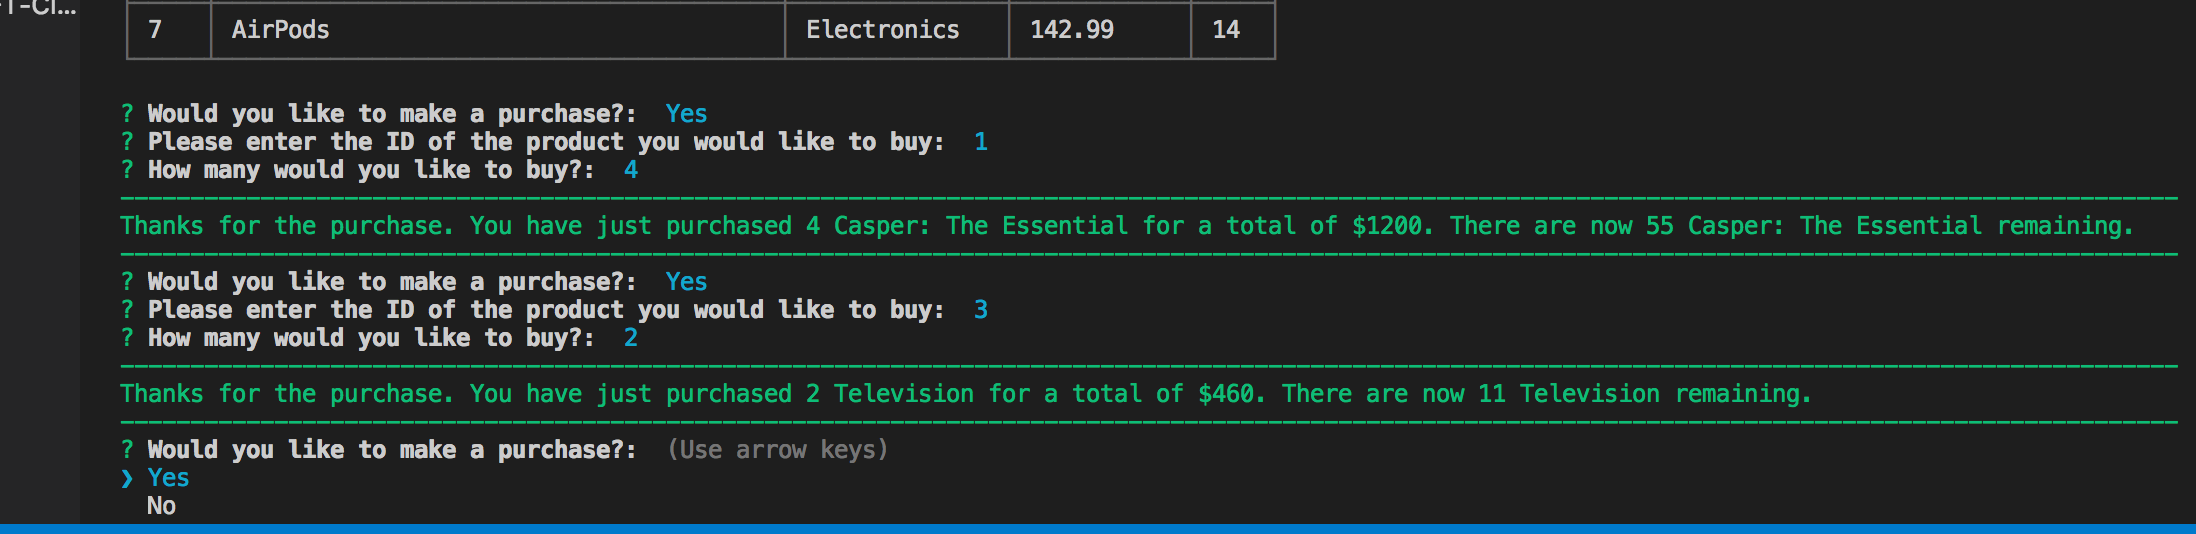 -T-Cl...
7 AirPods Electronics 142.99 14
? Would you like to make a purchase?: Yes
? Please enter the ID of the product you would like to buy: 1
? How many would you like to buy?: 4
Thanks for the purchase. You have just purchased 4 Casper: The Essential for a total of $1200. There are now 55 Casper: The Essential remaining.
? Would you like to make a purchase?: Yes
? Please enter the ID of the product you would like to buy: 3
? How many would you like to buy?: 2
Thanks for the purchase. You have just purchased 2 Television for a total of $460. There are now 11 Television remaining.
? Would you like to make a purchase?: (Use arrow keys)
❯ Yes
No